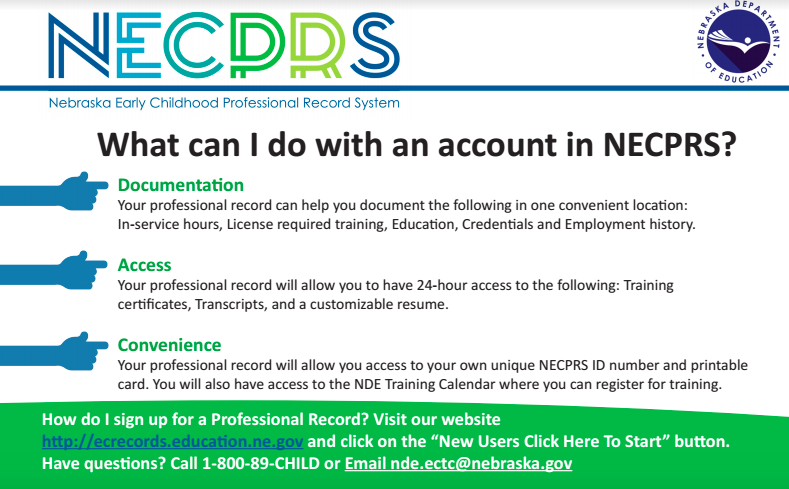 NECPRS
NEBRASKA DEPARTMENT
OF EDUCATION
Nebraska Early Childhood Professional Record System
What can I do with an account in NECPRS?
Documentation
Your professional record can help you document the following in one convenient location:
In-service hours, License required training, Education, Credentials and Employment history.
Access
Your professional record will allow you to have 24-hour access to the following: Training
certificates, Transcripts, and a customizable resume.
Convenience
Your professional record will allow you access to your own unique NECPRS ID number and printable
card. You will also have access to the NDE Training Calendar where you can register for training.
How do I sign up for a Professional Record? Visit our website
http://ecrecords.education.ne.gov and click on the “New Users Click Here To Start” button.
Have questions? Call 1-800-89-CHILD or Email nde.ectc@nebraska.gov